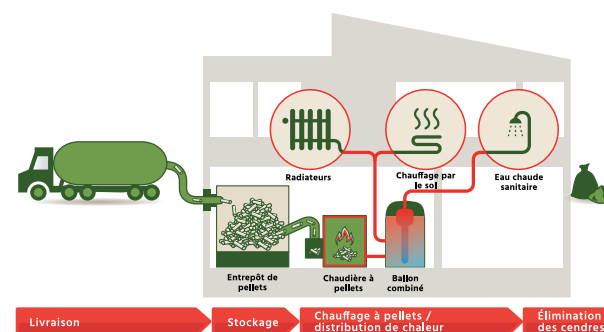 Radiateurs
Chauffage par
le sol
Eau chaude
sanitaire
Entrepôt de
pellets
Chaudière à
pellets
Ballon
combiné
Livraison
Stockage
Chauffage à pellets /
distribution de chaleur
Élimination
des cendres